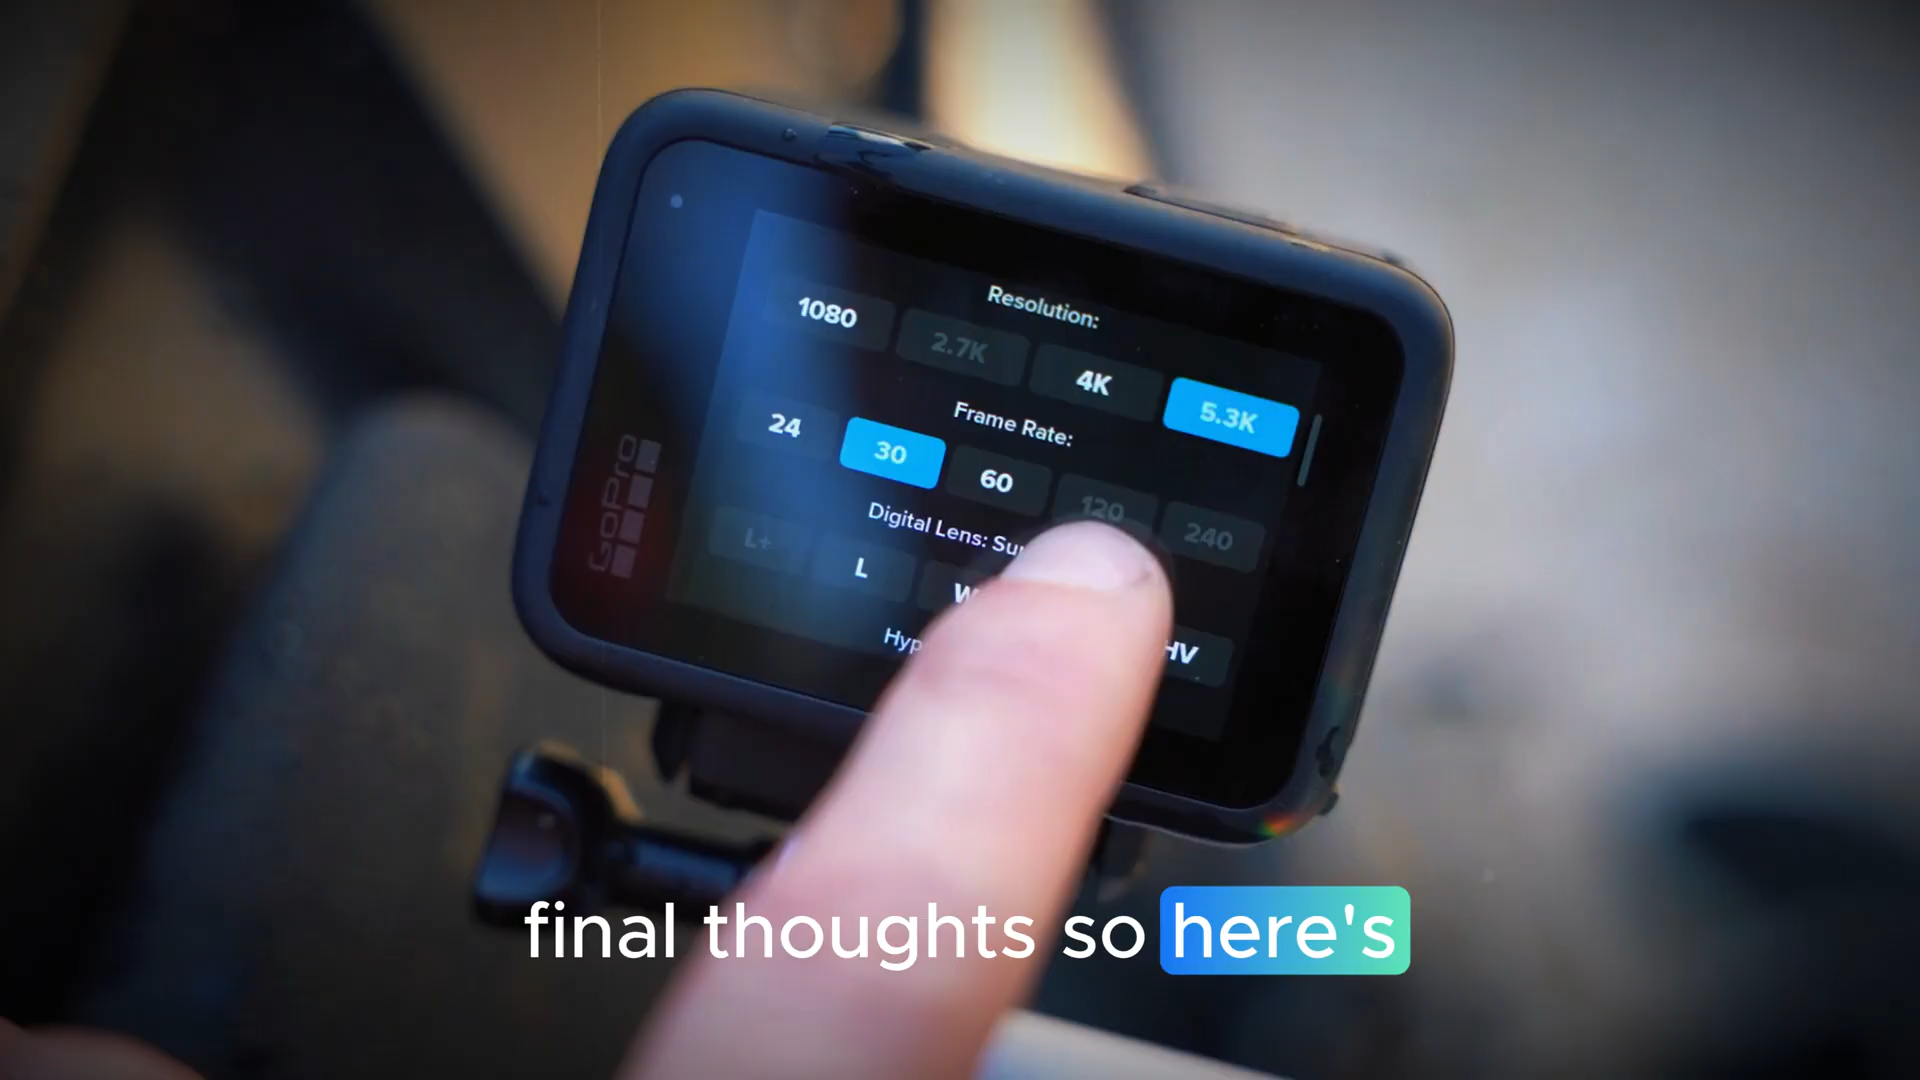 Resolution:
1080 2.7K 4K 5.3K
Frame Rate:
24 30 60 120 240
Digital Lens:
L+ L HV
GoPro
final thoughts so here's